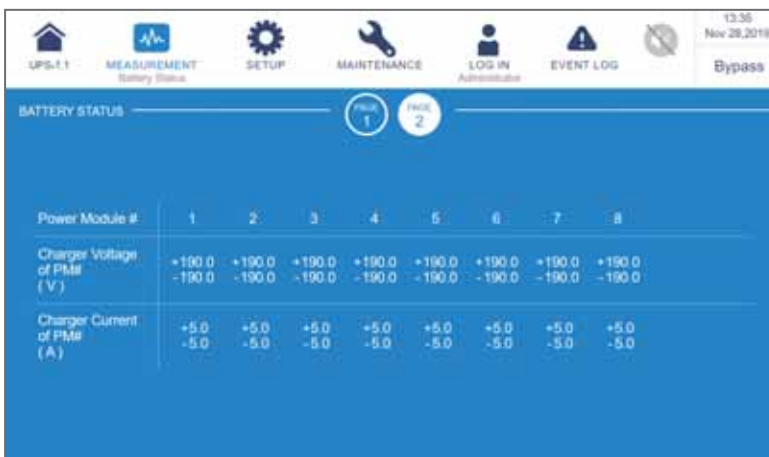 13:35
Nov 28,2019
UPS-1.1
MEASUREMENT
SETUP
MAINTENANCE
LOG IN
EVENT LOG
Battery Status
Administrator
Bypass
BATTERY STATUS
PAGE
1
PAGE
2
Power Module # 1 2 3 4 5 6 7 8
Charger Voltage
of PM#
(V)
+190.0 +190.0 +190.0 +190.0 +190.0 +190.0 +190.0 +190.0
-190.0 -190.0 -190.0 -190.0 -190.0 -190.0 -190.0 -190.0
Charger Current
of PM#
(A)
+5.0 +5.0 +5.0 +5.0 +5.0 +5.0 +5.0 +5.0
-5.0 -5.0 -5.0 -5.0 -5.0 -5.0 -5.0 -5.0